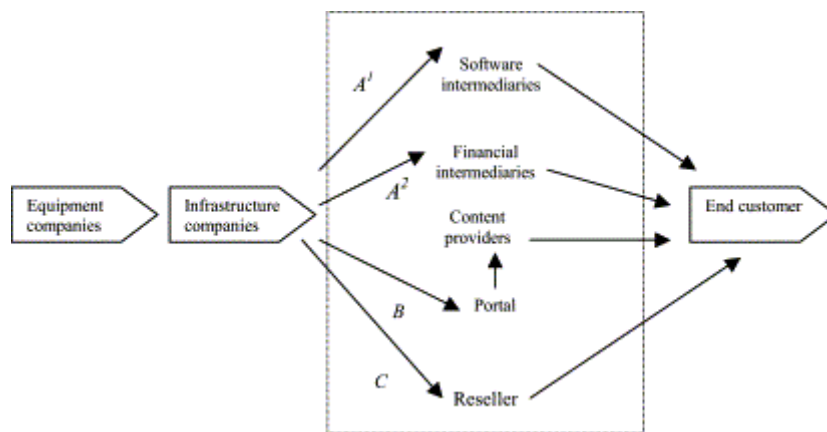 Equipment
companies
Infrastructure
companies
A¹
Software
intermediaries
A²
Financial
intermediaries
Content
providers
B
Portal
C
Reseller
End customer